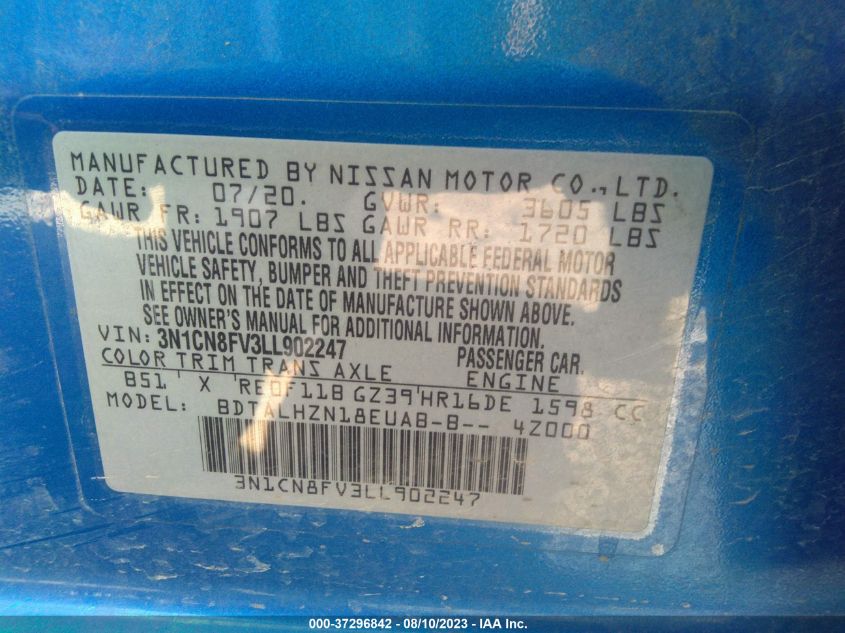 MANUFACTURED BY NISSAN MOTOR CO.,LTD.
DATE: 07/20. GVWR: 3605 LBS
GAWR FR: 1907 LBS GAWR RR: 1720 LBS
THIS VEHICLE CONFORMS TO ALL APPLICABLE FEDERAL MOTOR
VEHICLE SAFETY, BUMPER AND THEFT PREVENTION STANDARDS
IN EFFECT ON THE DATE OF MANUFACTURE SHOWN ABOVE.
SEE OWNER'S MANUAL FOR ADDITIONAL INFORMATION.
VIN: 3N1CN8FV3LL902247 PASSENGER CAR.
COLOR TRIM TRANS AXLE ENGINE
B51 X RE0F11B GZ39 HR16DE 1598 CC
MODEL: BDTALHZN18EUAB-B-- 4Z000
3N1CN8FV3LL902247
000-37296842 - 08/10/2023 - IAA Inc.